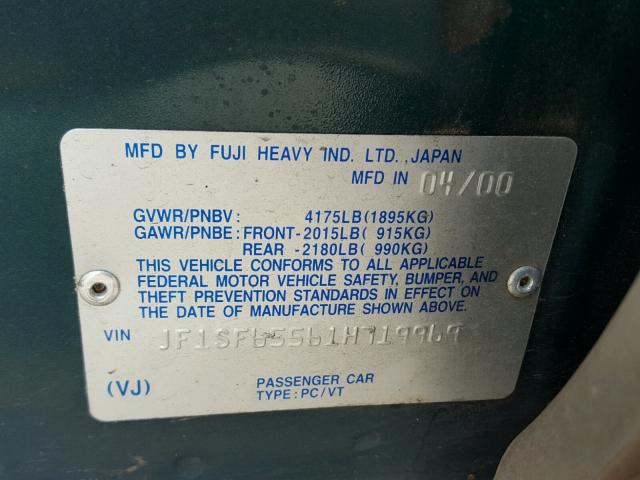 MFD BY FUJI HEAVY IND. LTD.,JAPAN
MFD IN 04/00
GVWR/PNBV: 4175LB(1895KG)
GAWR/PNBE: FRONT-2015LB( 915KG)
REAR -2180LB( 990KG)
THIS VEHICLE CONFORMS TO ALL APPLICABLE
FEDERAL MOTOR VEHICLE SAFETY, BUMPER, AND
THEFT PREVENTION STANDARDS IN EFFECT ON
THE DATE OF MANUFACTURE SHOWN ABOVE.
VIN JF1SF65561H719969
(VJ) PASSENGER CAR
TYPE: PC/VT